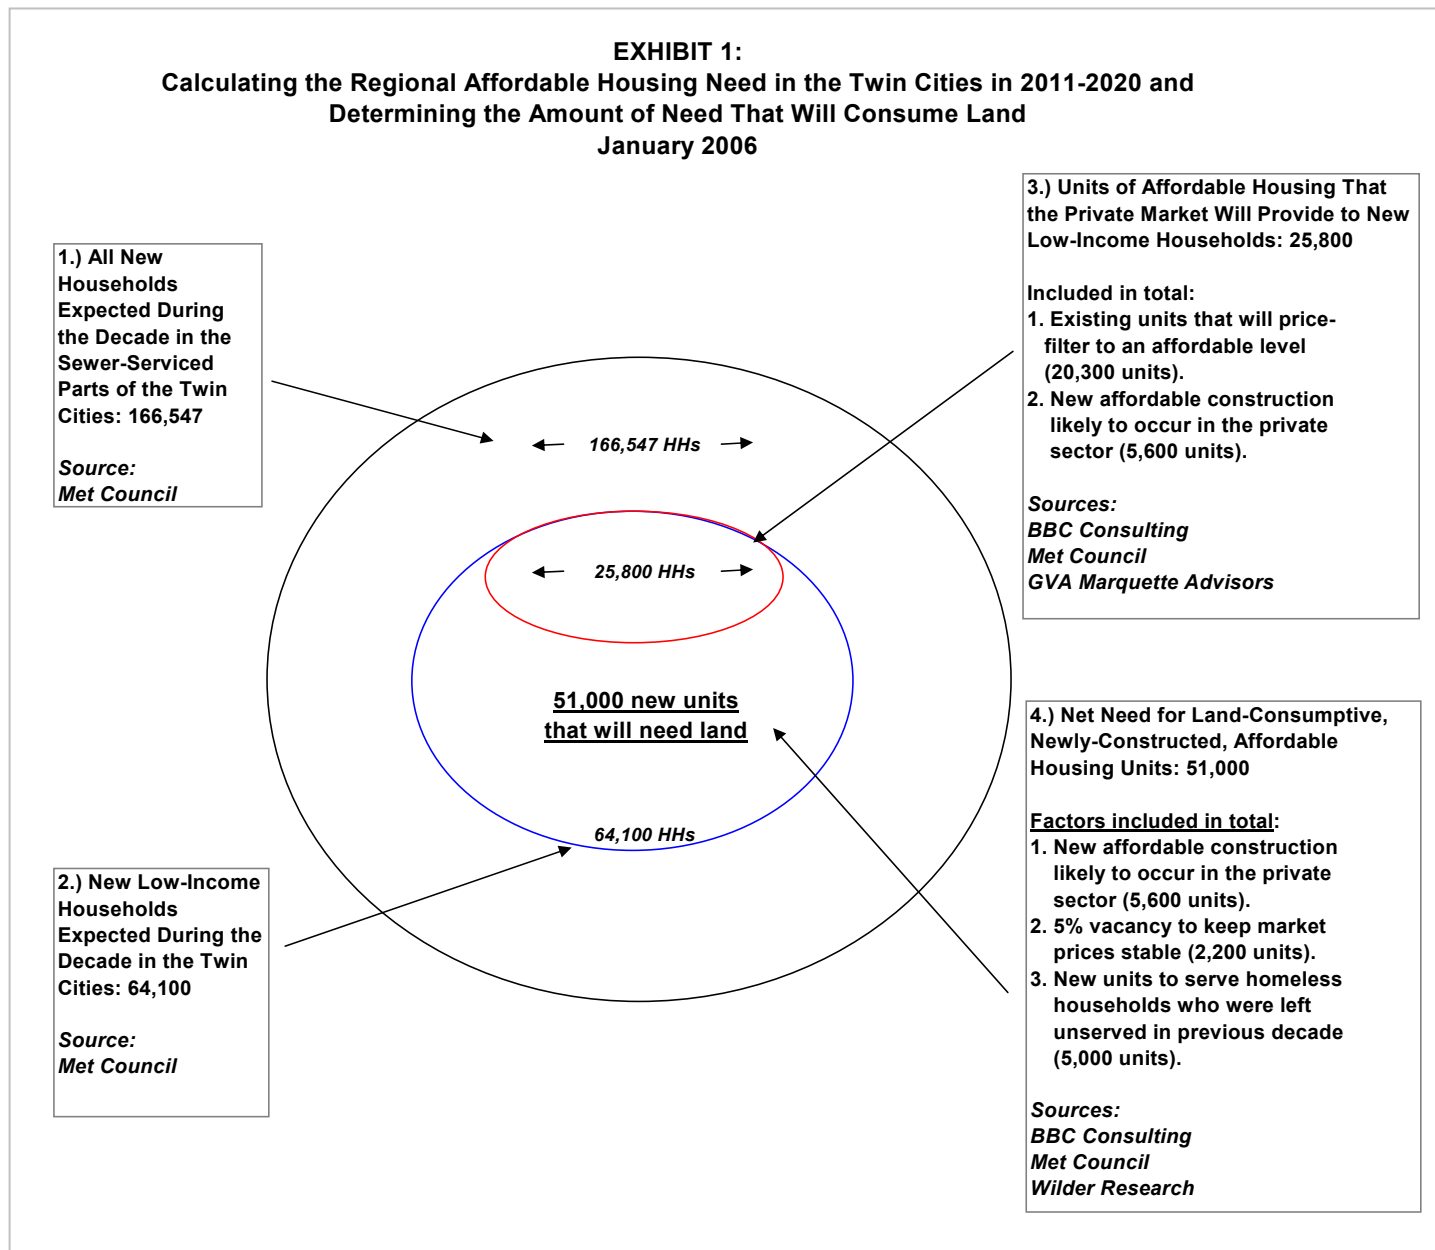 EXHIBIT 1:
Calculating the Regional Affordable Housing Need in the Twin Cities in 2011-2020 and
Determining the Amount of Need That Will Consume Land
January 2006
1.) All New
Households
Expected During
the Decade in the
Sewer-Serviced
Parts of the Twin
Cities: 166,547
Source:
Met Council
2.) New Low-Income
Households
Expected During the
Decade in the Twin
Cities: 64,100
Source:
Met Council
166,547 HHs
25,800 HHs
51,000 new units
that will need land
64,100 HHs
3.) Units of Affordable Housing That
the Private Market Will Provide to New
Low-Income Households: 25,800
Included in total:
1. Existing units that will price-
filter to an affordable level
(20,300 units).
2. New affordable construction
likely to occur in the private
sector (5,600 units).
Sources:
BBC Consulting
Met Council
GVA Marquette Advisors
4.) Net Need for Land-Consumptive,
Newly-Constructed, Affordable
Housing Units: 51,000
Factors included in total:
1. New affordable construction
likely to occur in the private
sector (5,600 units).
2. 5% vacancy to keep market
prices stable (2,200 units).
3. New units to serve homeless
households who were left
unserved in previous decade
(5,000 units).
Sources:
BBC Consulting
Met Council
Wilder Research